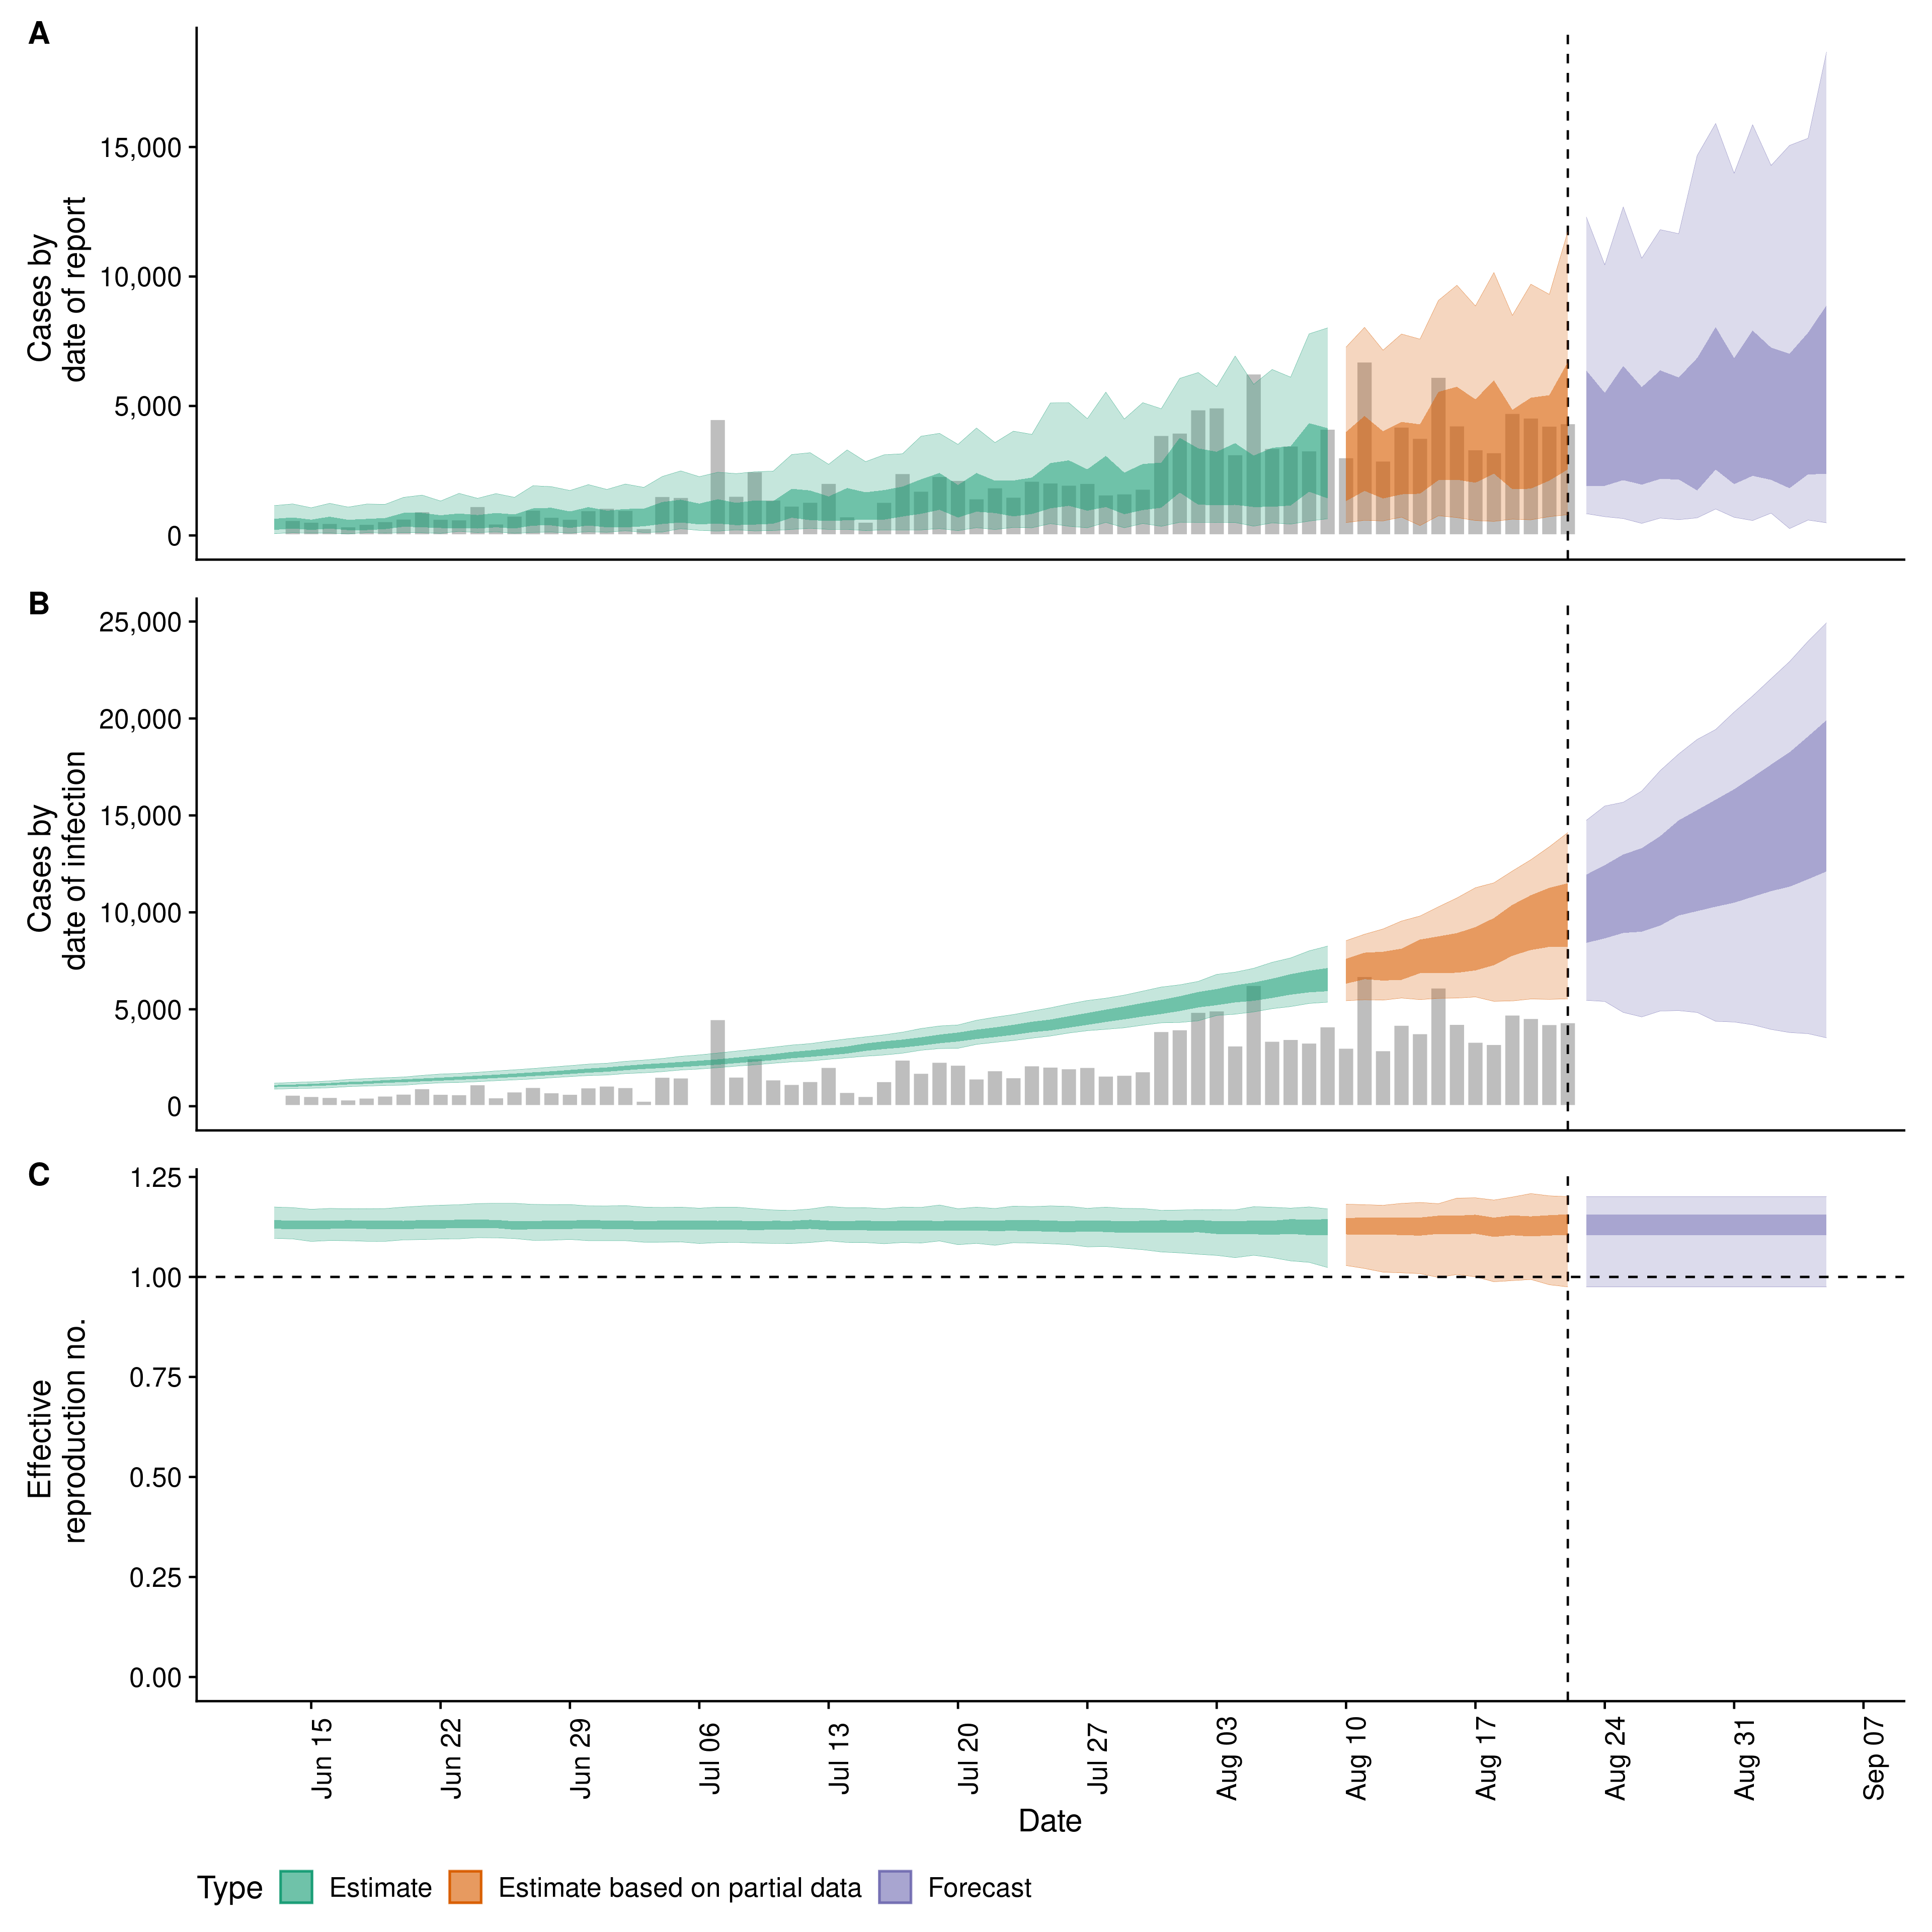 A
Cases by
date of report
15,000
10,000
5,000
0
B
Cases by
date of infection
25,000
20,000
15,000
10,000
5,000
0
C
Effective
reproduction no.
1.25
1.00
0.75
0.50
0.25
0.00
Jun 15
Jun 22
Jun 29
Jul 06
Jul 13
Jul 20
Jul 27
Aug 03
Aug 10
Aug 17
Aug 24
Aug 31
Sep 07
Date
Type Estimate Estimate based on partial data Forecast